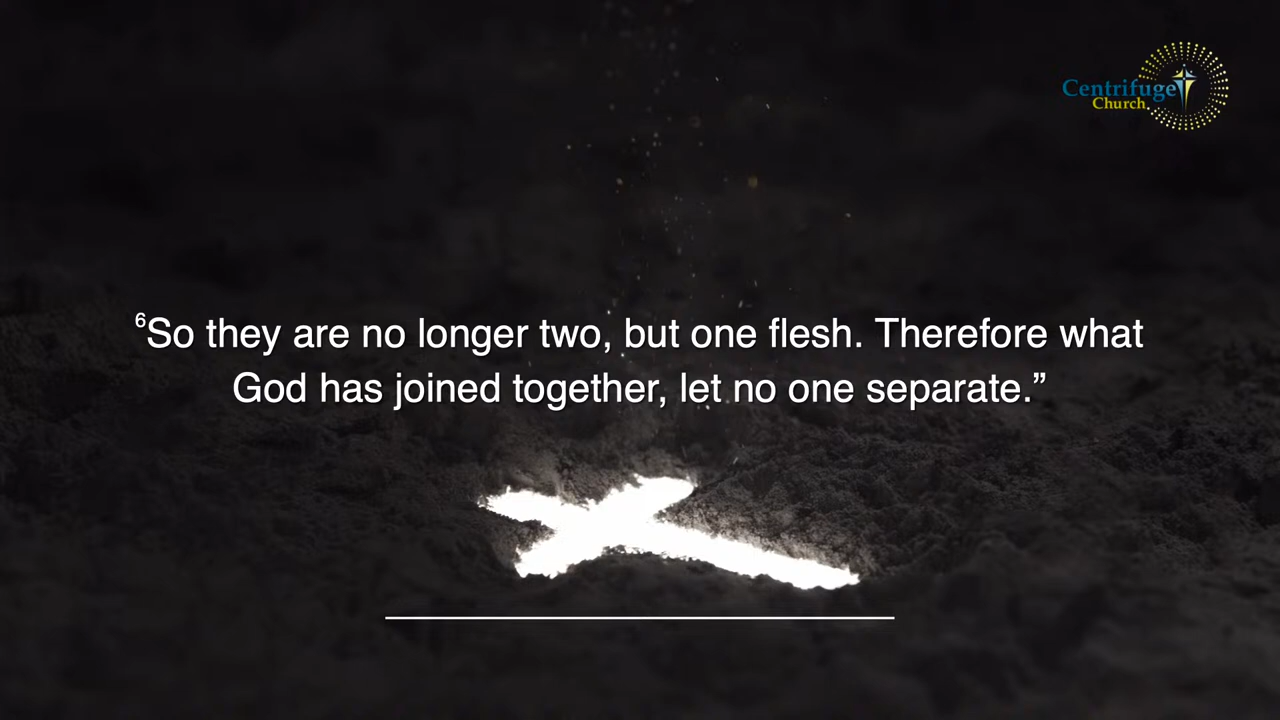 Centrifuge
Church
⁶So they are no longer two, but one flesh. Therefore what
God has joined together, let no one separate.”